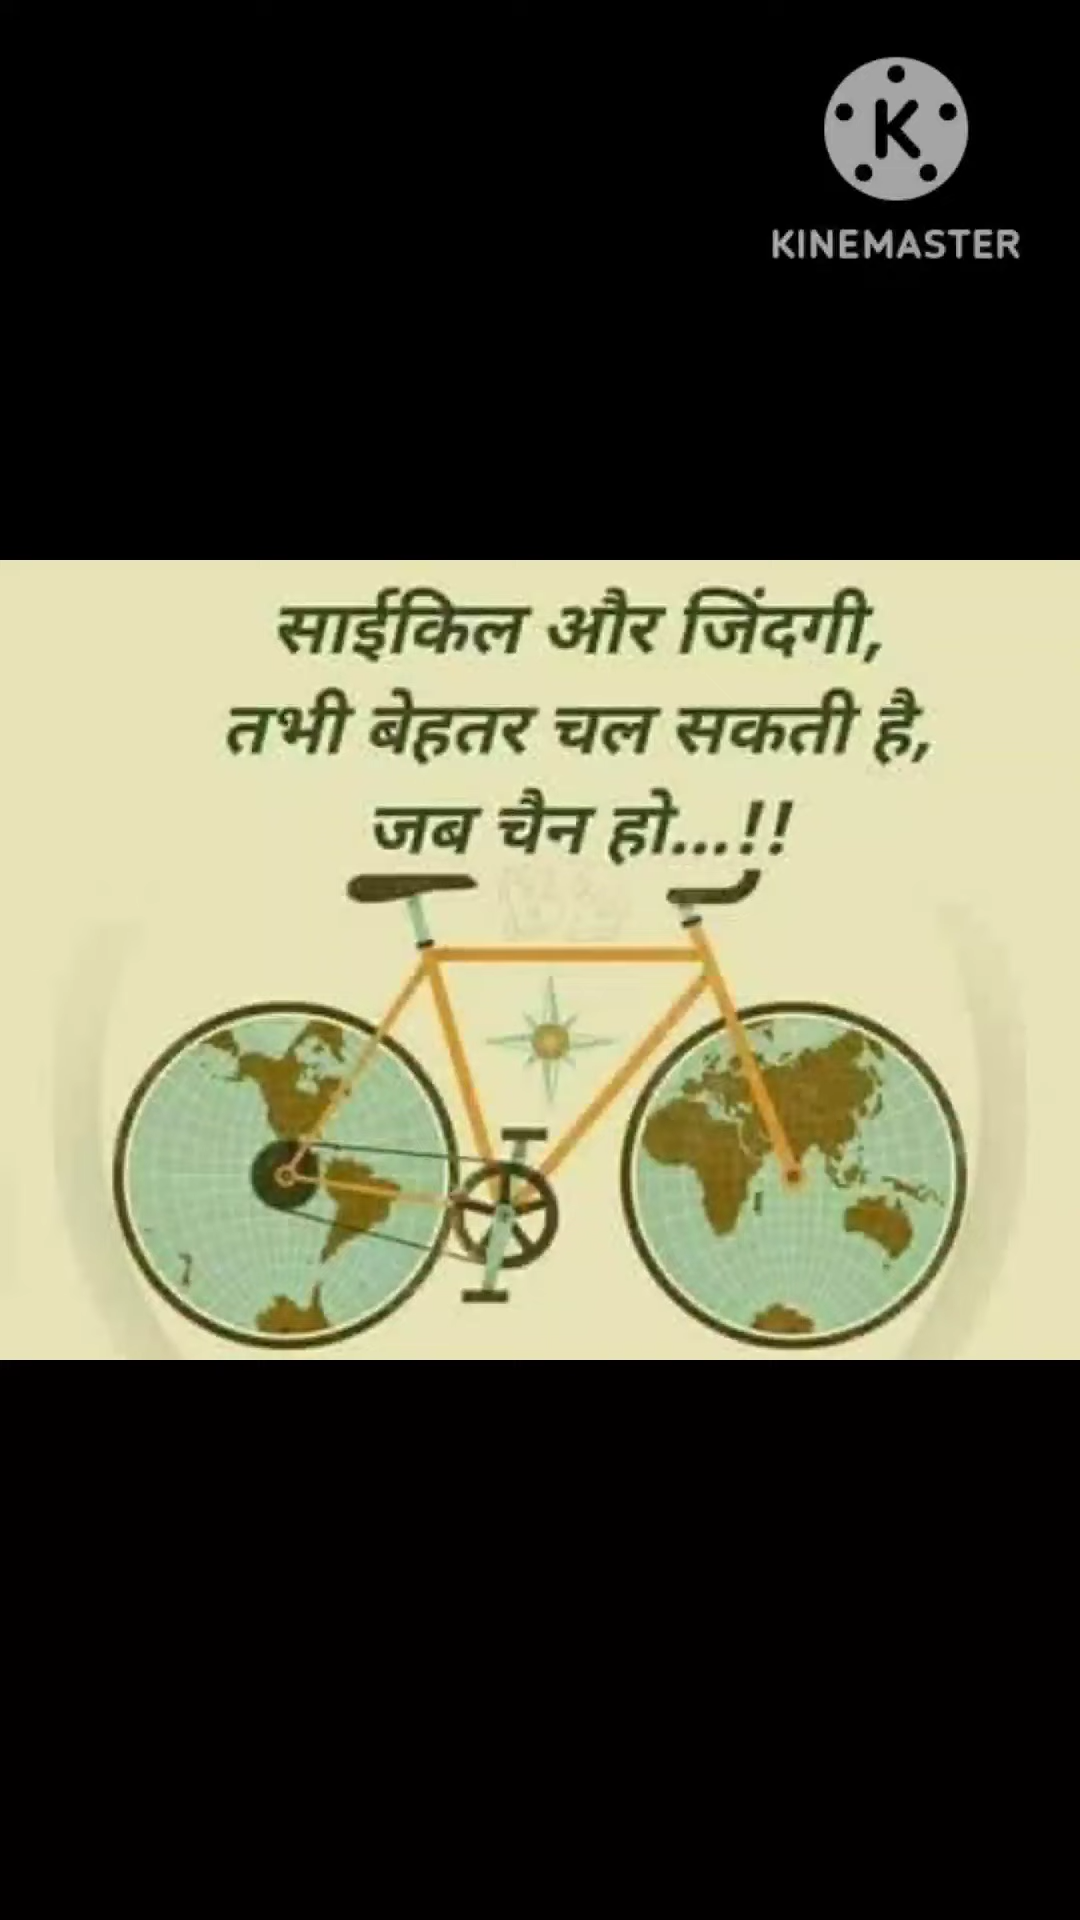 KINEMASTER
साईकिल और जिंदगी,
तभी बेहतर चल सकती है,
जब चैन हो...!!